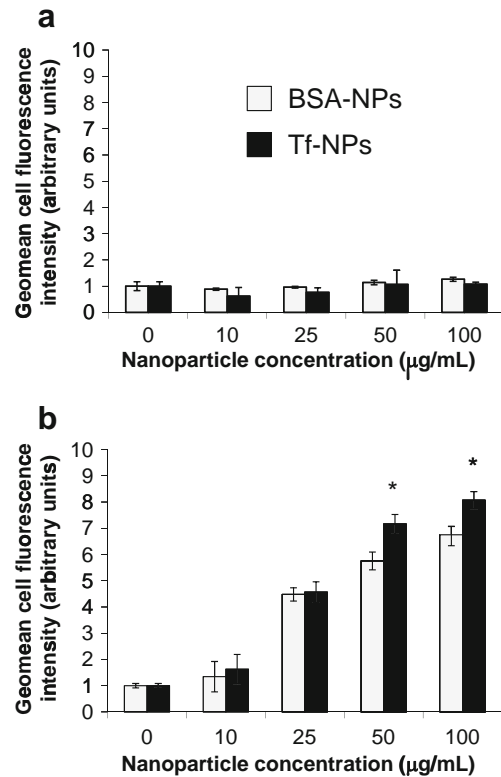 a
10
9
8
7
6
5
4
3
2
1
0
Geomean cell fluorescence
intensity (arbitrary units)
BSA-NPs
Tf-NPs
0 10 25 50 100
Nanoparticle concentration (μg/mL)
b
10
9
8
7
6
5
4
3
2
1
0
Geomean cell fluorescence
intensity (arbitrary units)
* *
0 10 25 50 100
Nanoparticle concentration (μg/mL)